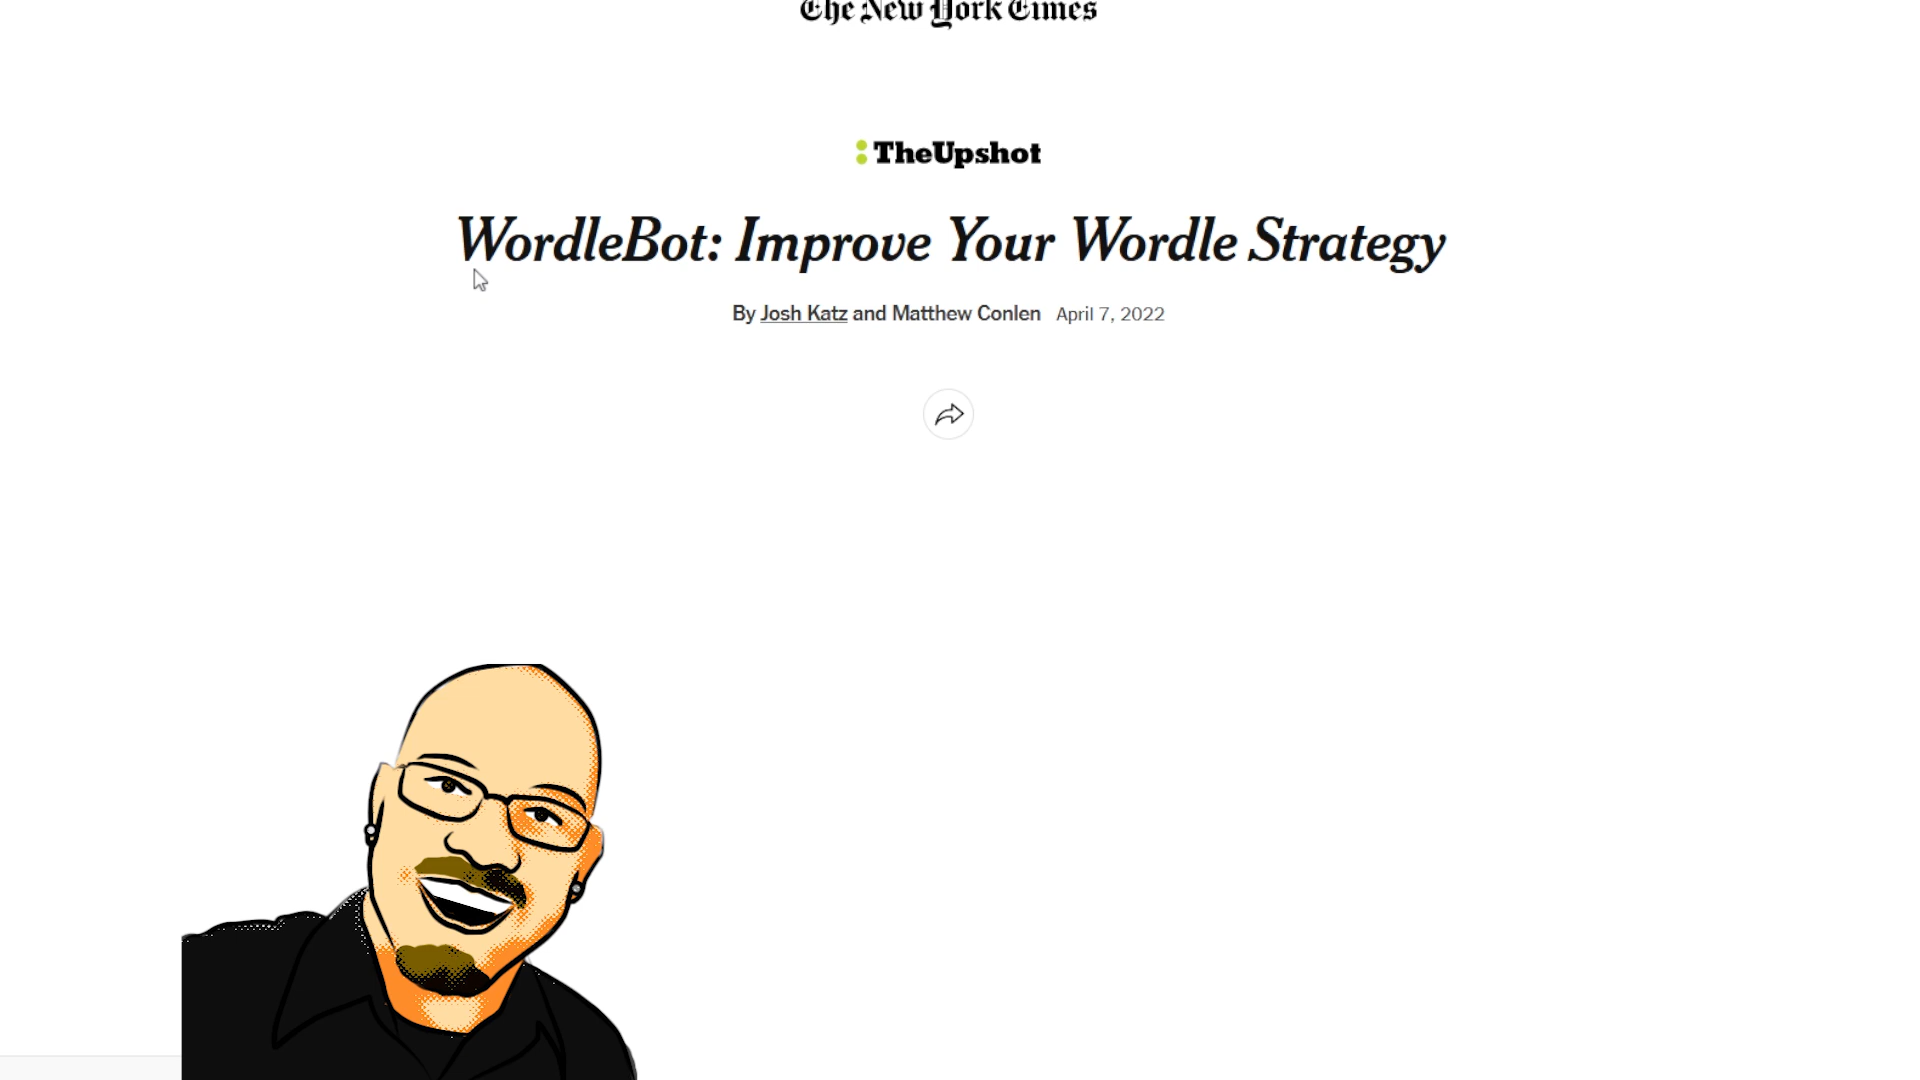 The New York Times
TheUpshot
WordleBot: Improve Your Wordle Strategy
By Josh Katz and Matthew Conlen April 7, 2022